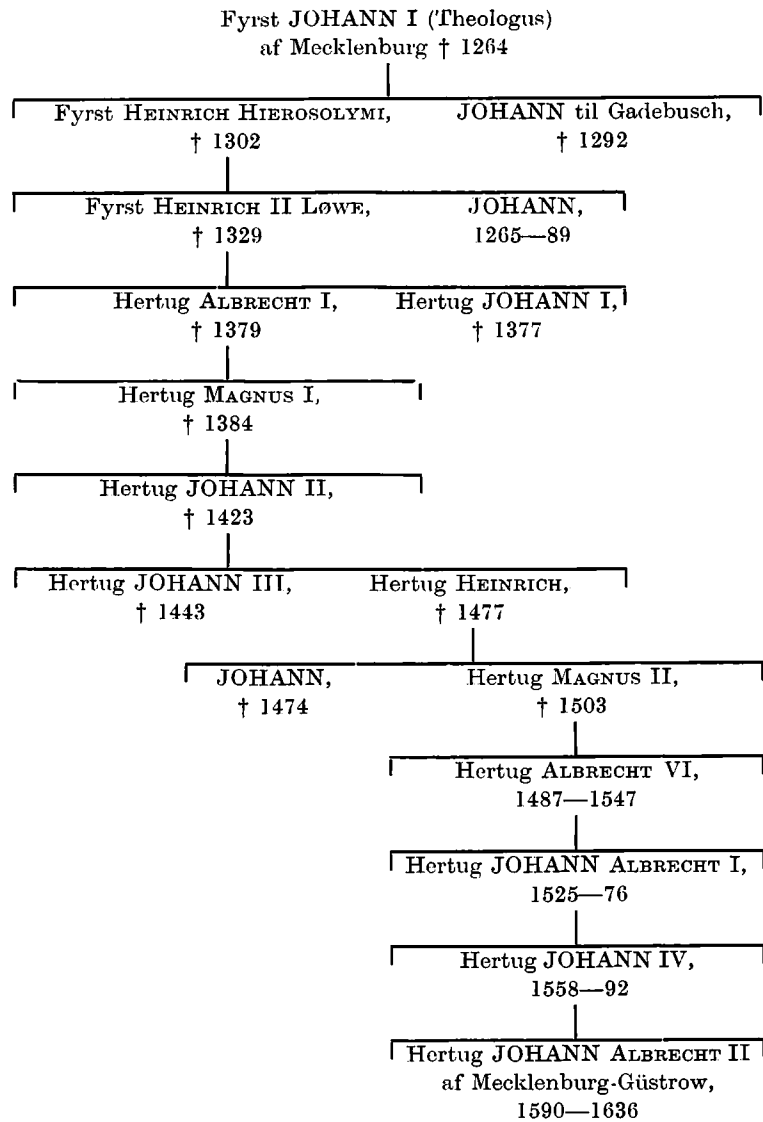 Fyrst JOHANN I (Theologus)
af Mecklenburg † 1264
Fyrst HEINRICH HIEROSOLYMI, JOHANN til Gadebusch,
† 1302 † 1292
Fyrst HEINRICH II LØWE, JOHANN,
† 1329 1265—89
Hertug ALBRECHT I, Hertug JOHANN I,
† 1379 † 1377
Hertug MAGNUS I,
† 1384
Hertug JOHANN II,
† 1423
Hertug JOHANN III, Hertug HEINRICH,
† 1443 † 1477
JOHANN, Hertug MAGNUS II,
† 1474 † 1503
Hertug ALBRECHT VI,
1487—1547
Hertug JOHANN ALBRECHT I,
1525—76
Hertug JOHANN IV,
1558—92
Hertug JOHANN ALBRECHT II
af Mecklenburg-Güstrow,
1590—1636